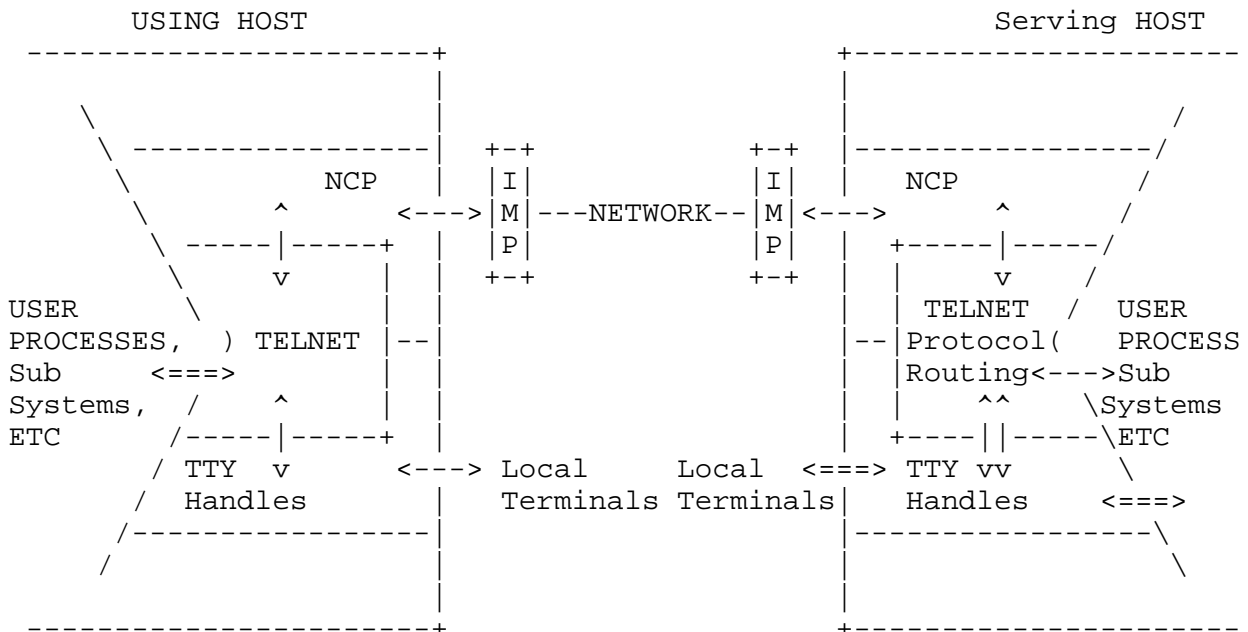 USING HOST Serving HOST
NCP I I NCP
M NETWORK M
P P
USER TELNET USER
PROCESSES, TELNET Protocol PROCESS
Sub Routing Sub
Systems, Systems
ETC ETC
TTY v Local Local TTY vv
Handles Terminals Terminals Handles